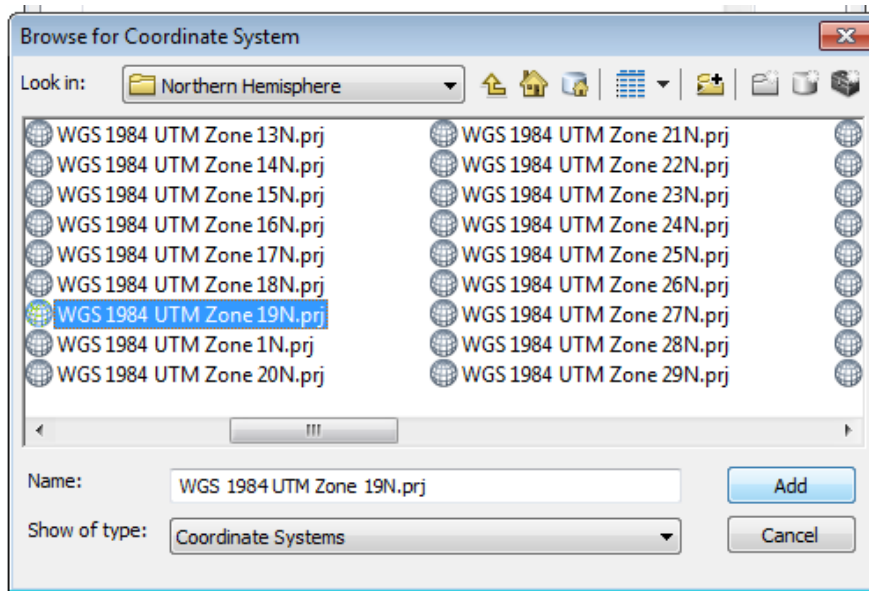 Browse for Coordinate System
Look in: Northern Hemisphere
WGS 1984 UTM Zone 13N.prj
WGS 1984 UTM Zone 14N.prj
WGS 1984 UTM Zone 15N.prj
WGS 1984 UTM Zone 16N.prj
WGS 1984 UTM Zone 17N.prj
WGS 1984 UTM Zone 18N.prj
WGS 1984 UTM Zone 19N.prj
WGS 1984 UTM Zone 1N.prj
WGS 1984 UTM Zone 20N.prj
WGS 1984 UTM Zone 21N.prj
WGS 1984 UTM Zone 22N.prj
WGS 1984 UTM Zone 23N.prj
WGS 1984 UTM Zone 24N.prj
WGS 1984 UTM Zone 25N.prj
WGS 1984 UTM Zone 26N.prj
WGS 1984 UTM Zone 27N.prj
WGS 1984 UTM Zone 28N.prj
WGS 1984 UTM Zone 29N.prj
Name: WGS 1984 UTM Zone 19N.prj Add
Show of type: Coordinate Systems Cancel